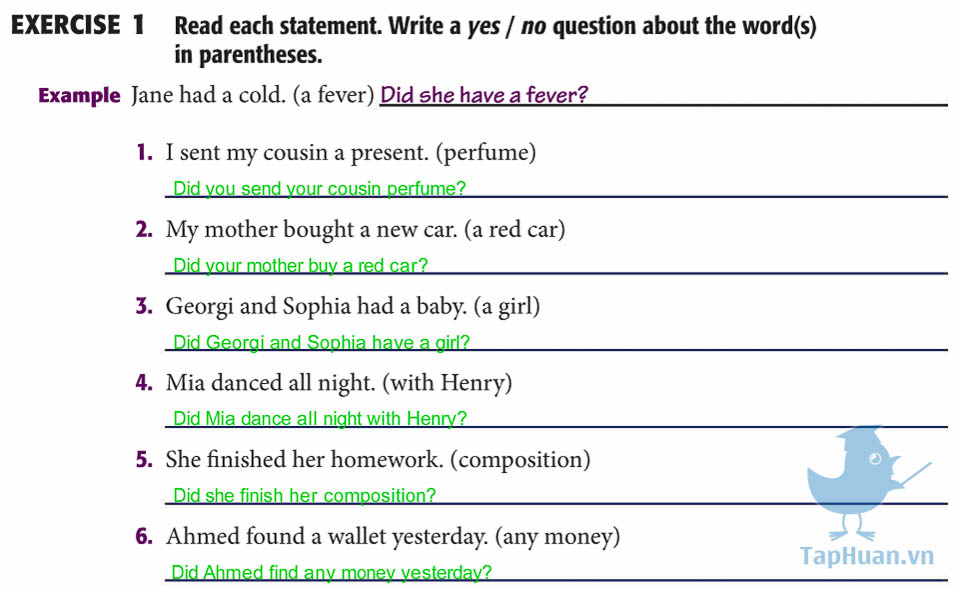 EXERCISE 1 Read each statement. Write a yes / no question about the word(s)
in parentheses.
Example Jane had a cold. (a fever) Did she have a fever?
1. I sent my cousin a present. (perfume)
Did you send your cousin perfume?
2. My mother bought a new car. (a red car)
Did your mother buy a red car?
3. Georgi and Sophia had a baby. (a girl)
Did Georgi and Sophia have a girl?
4. Mia danced all night. (with Henry)
Did Mia dance all night with Henry?
5. She finished her homework. (composition)
Did she finish her composition?
6. Ahmed found a wallet yesterday. (any money)
Did Ahmed find any money yesterday?
TapHuan.vn